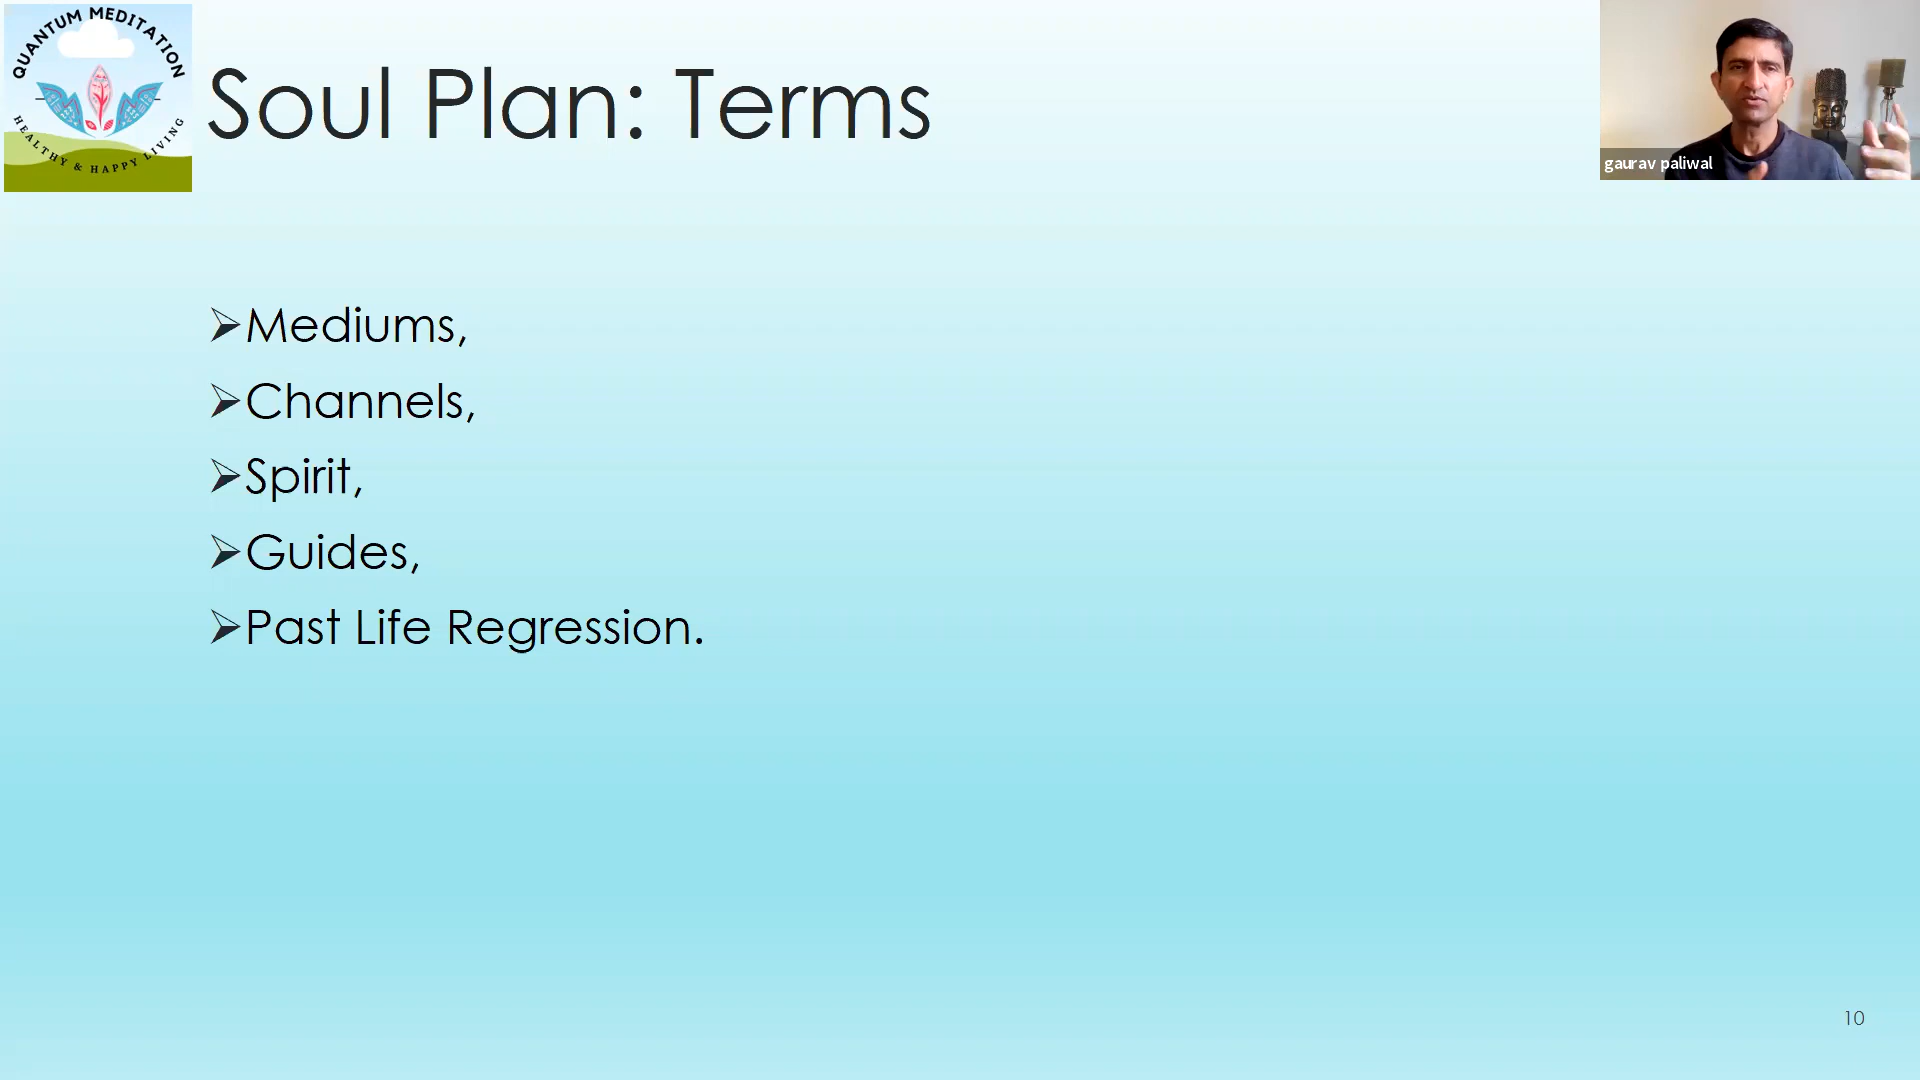 QUANTUM MEDITATION
HEALTHY & HAPPY LIVING
Soul Plan: Terms
gaurav paliwal
Mediums,
Channels,
Spirit,
Guides,
Past Life Regression.
10